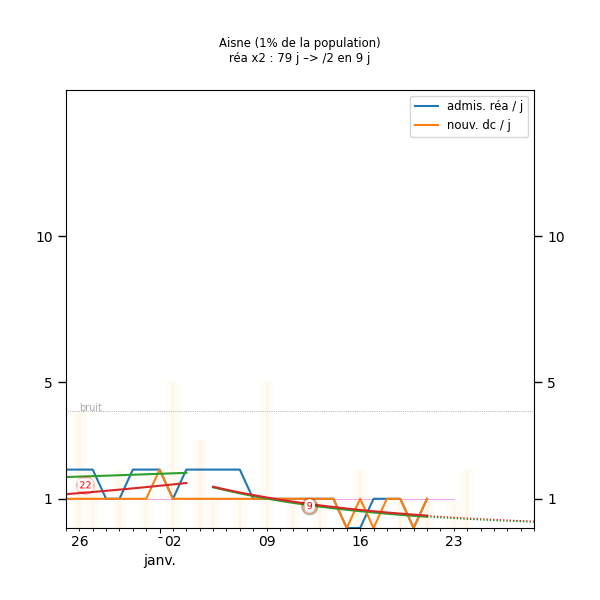 Aisne (1% de la population)
réa x2 : 79 j –> /2 en 9 j
admis. réa / j
nouv. dc / j
10 10
5 5
bruit
22
1 1
9
26 02 09 16 23
janv.